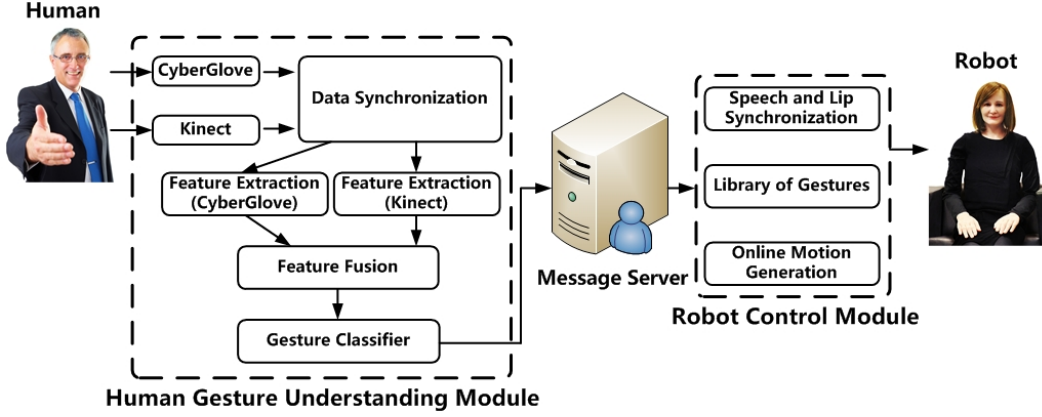 Human
CyberGlove
Kinect
Data Synchronization
Feature Extraction
(CyberGlove)
Feature Extraction
(Kinect)
Feature Fusion
Gesture Classifier
Human Gesture Understanding Module
Message Server
Speech and Lip
Synchronization
Library of Gestures
Online Motion
Generation
Robot Control Module
Robot